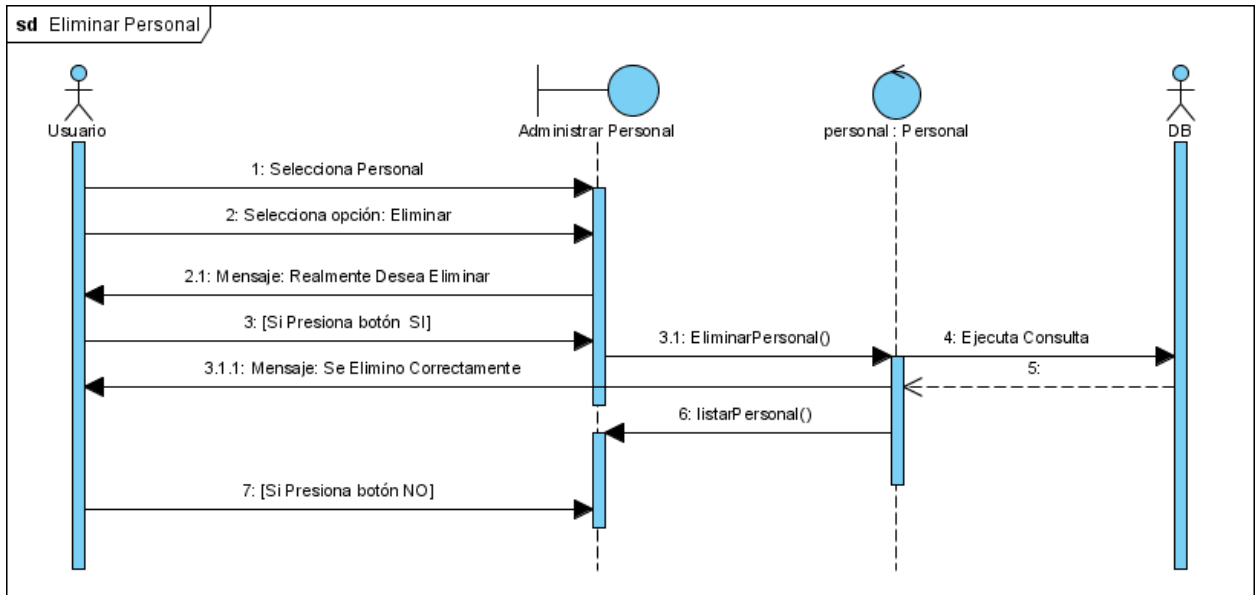 sd Eliminar Personal
Usuario
Administrar Personal
personal : Personal
DB
1: Selecciona Personal
2: Selecciona opción: Eliminar
2.1: Mensaje: Realmente Desea Eliminar
3: [Si Presiona botón SI]
3.1: EliminarPersonal()
4: Ejecuta Consulta
3.1.1: Mensaje: Se Elimino Correctamente
5:
6: listarPersonal()
7: [Si Presiona botón NO]